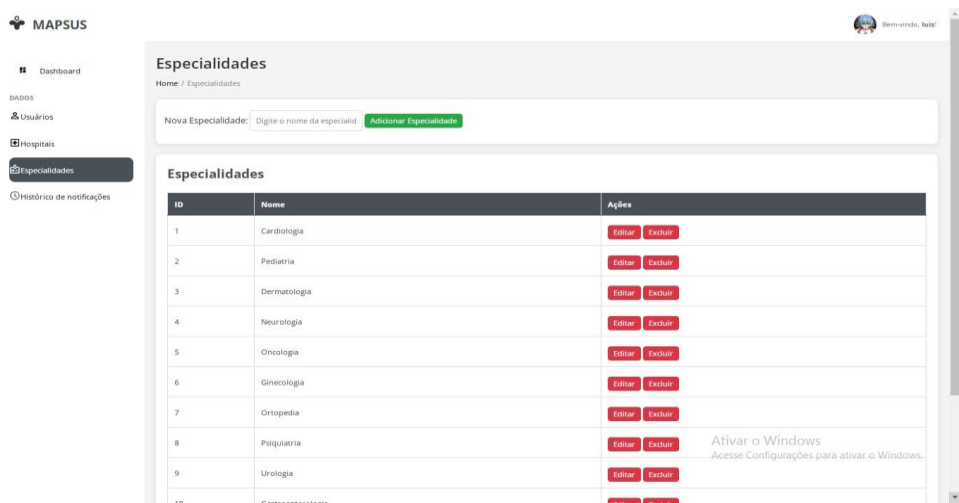 MAPSUS
Bem-vindo, luiz!
Dashboard
DADOS
Usuários
Hospitais
Especialidades
Histórico de notificações
Especialidades
Home / Especialidades
Nova Especialidade: Digite o nome da especialid Adicionar Especialidade
Especialidades
ID Nome Ações
1 Cardiologia Editar Excluir
2 Pediatria Editar Excluir
3 Dermatologia Editar Excluir
4 Neurologia Editar Excluir
5 Oncologia Editar Excluir
6 Ginecologia Editar Excluir
7 Ortopedia Editar Excluir
8 Psiquiatria Editar Excluir
9 Urologia Editar Excluir
Ativar o Windows
Acesse Configurações para ativar o Windows.